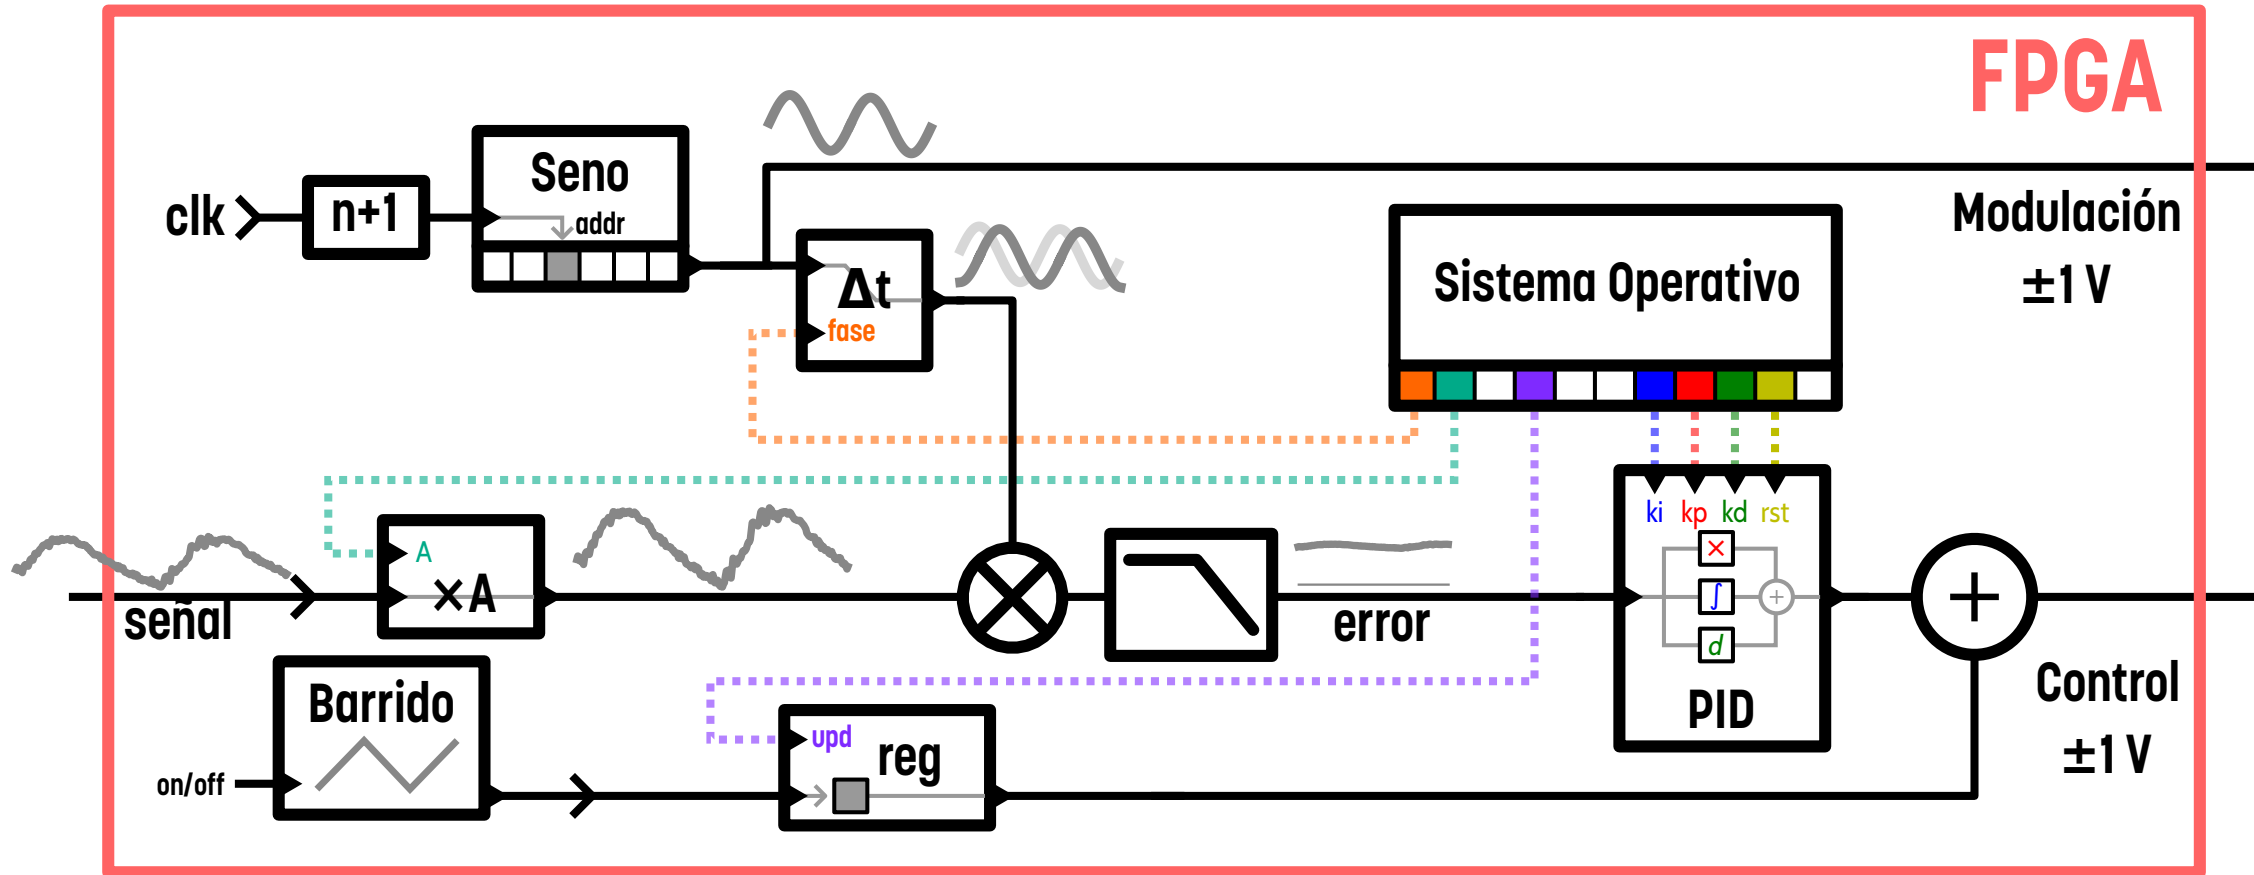 FPGA
Seno
clk
n+1
addr
Modulación
±1 V
Δt
fase
Sistema Operativo
A
×A
señal
ki kp kd rst
×
∫
+
d
error
PID
+
Control
±1 V
Barrido
on/off
upd
reg